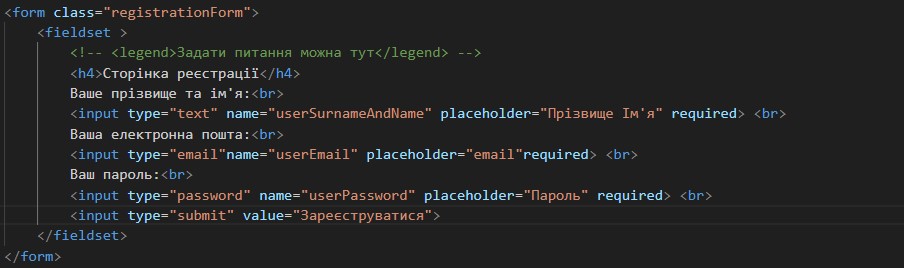 <form class="registrationForm">
<fieldset >
<!-- <legend>Задати питання можна тут</legend> -->
<h4>Сторінка реєстрації</h4>
Ваше прізвище та ім'я:<br>
<input type="text" name="userSurnameAndName" placeholder="Прізвище Ім'я" required> <br>
Ваша електронна пошта:<br>
<input type="email"name="userEmail" placeholder="email"required> <br>
Ваш пароль:<br>
<input type="password" name="userPassword" placeholder="Пароль" required> <br>
<input type="submit" value="Зареєструватися">
</fieldset>
</form>